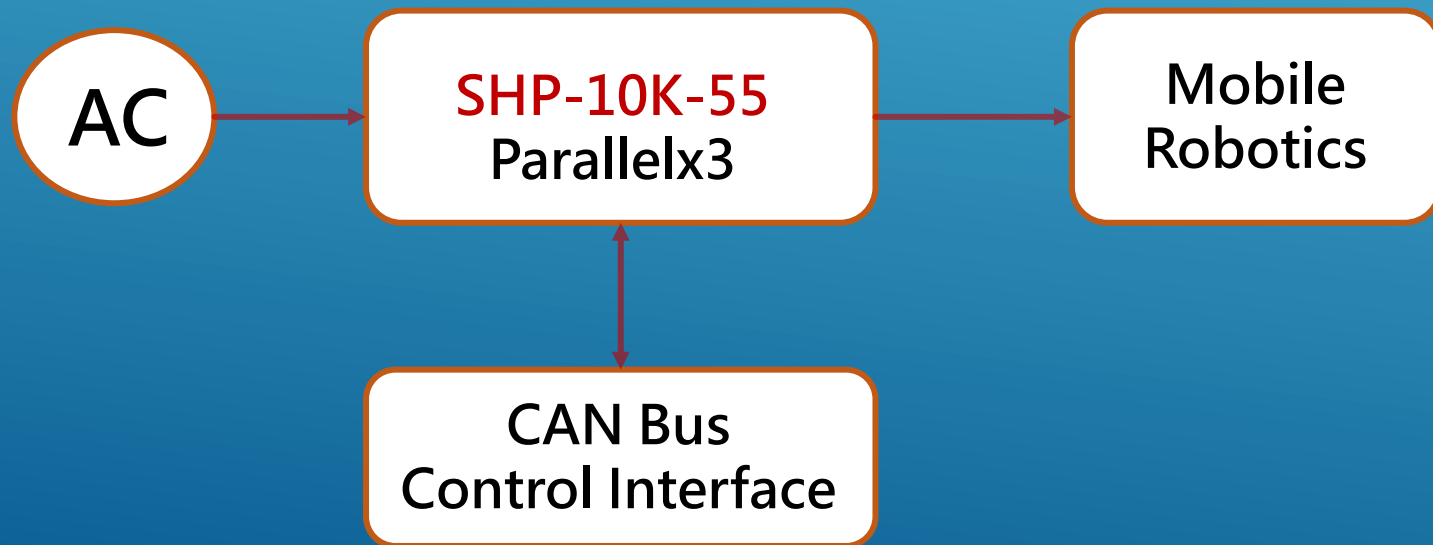 AC
SHP-10K-55
Parallelx3
Mobile
Robotics
CAN Bus
Control Interface